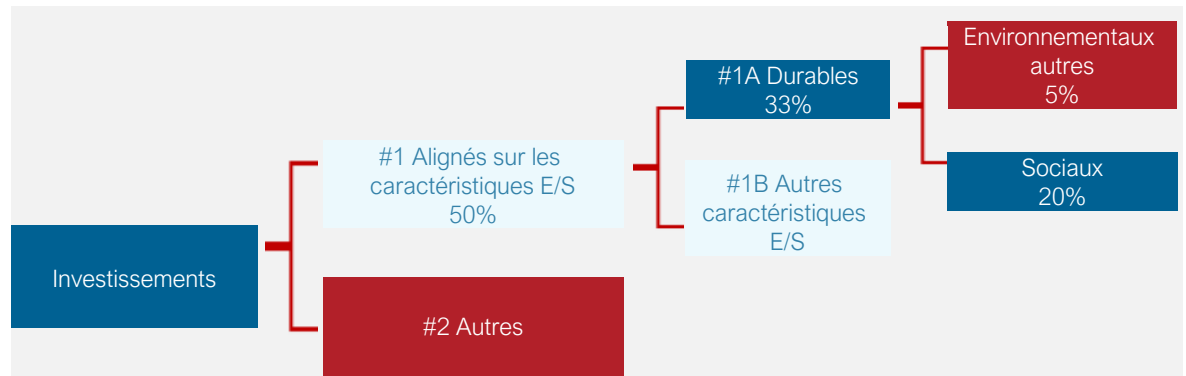 Environnementaux
autres
5%
#1A Durables
33%
#1 Alignés sur les
caractéristiques E/S
50%
#1B Autres
caractéristiques
E/S
Sociaux
20%
Investissements
#2 Autres